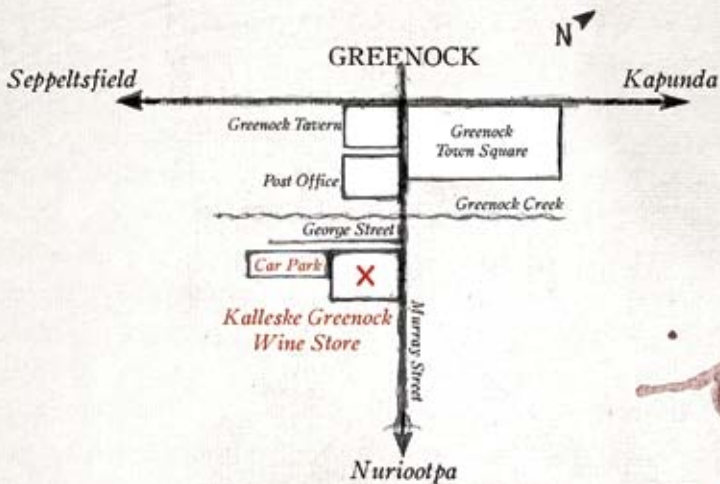 N
GREENOCK
Seppeltsfield
Kapunda
Greenock Tavern
Greenock
Town Square
Post Office
Greenock Creek
George Street
Car Park
X
Kalleske Greenock
Wine Store
Murray Street
Nuriootpa